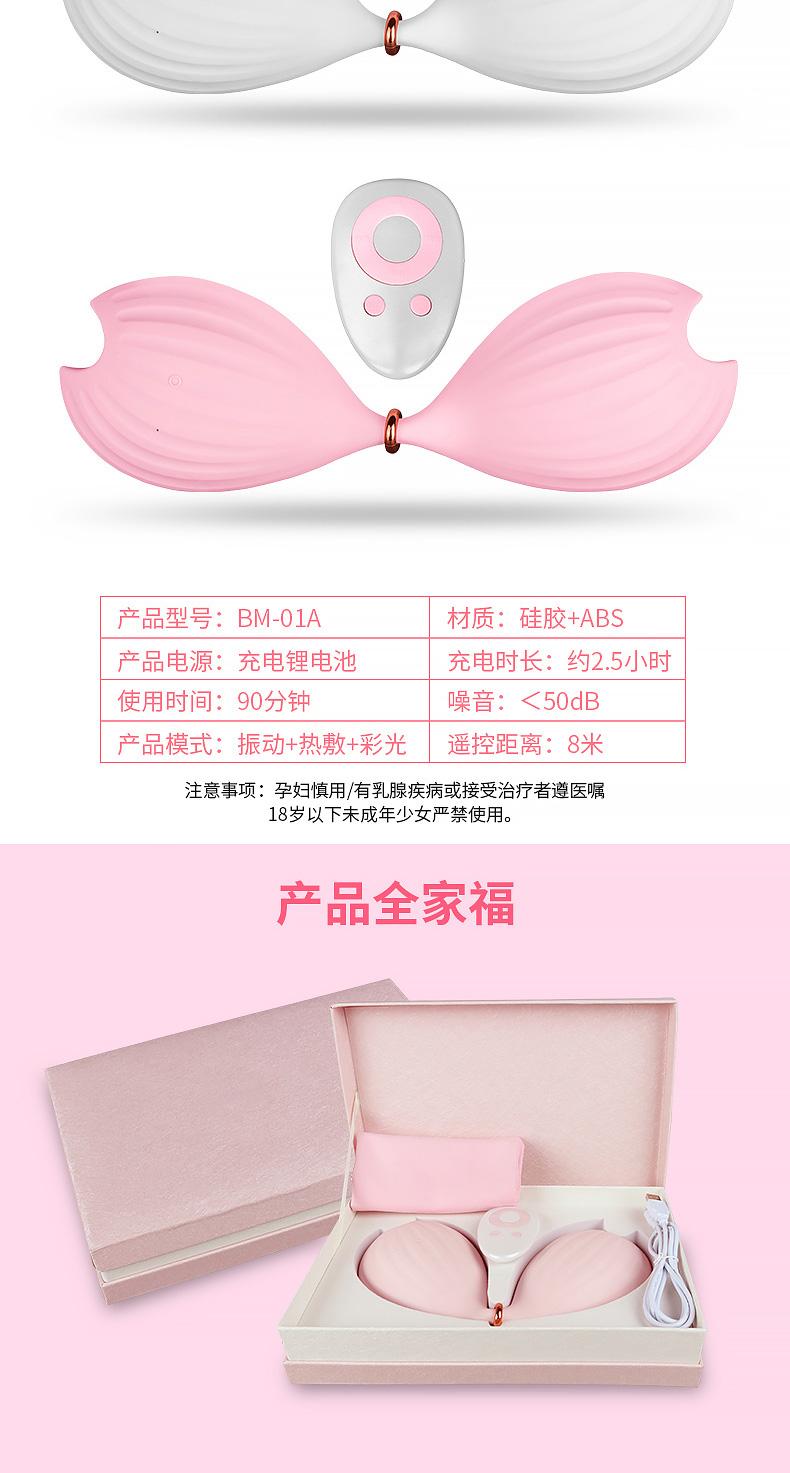 产品型号：BM-01A
材质：硅胶+ABS
产品电源：充电锂电池
充电时长：约2.5小时
使用时间：90分钟
噪音：＜50dB
产品模式：振动+热敷+彩光
遥控距离：8米
注意事项：孕妇慎用/有乳腺疾病或接受治疗者遵医嘱
18岁以下未成年少女严禁使用。
产品全家福